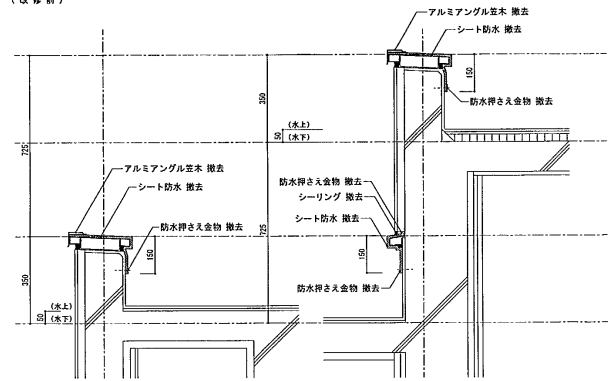 (改修前)
アルミアングル笠木 撤去
シート防水 撤去
150
防水押さえ金物 撤去
350
(水上)
50
(水下)
725
アルミアングル笠木 撤去
シート防水 撤去
防水押さえ金物 撤去
シーリング 撤去
シート防水 撤去
防水押さえ金物 撤去
725
150
150
防水押さえ金物 撤去
350
(水上)
50
(水下)